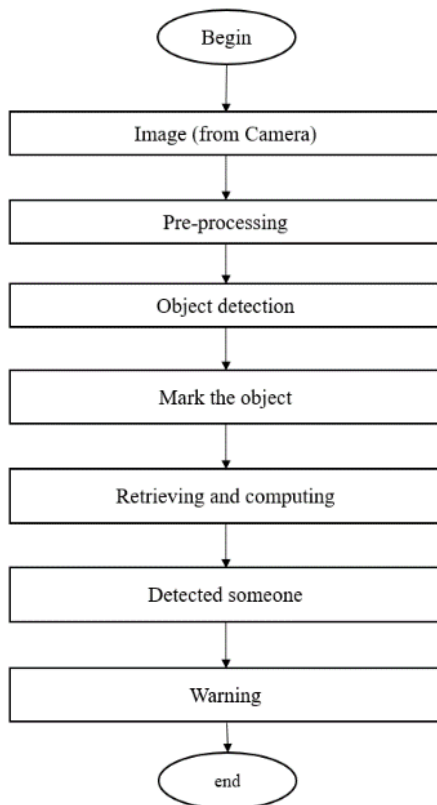 Begin
Image (from Camera)
Pre-processing
Object detection
Mark the object
Retrieving and computing
Detected someone
Warning
end